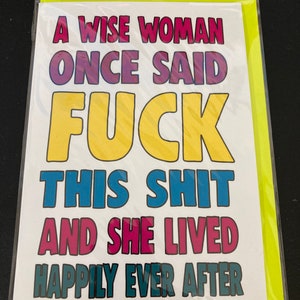 A WISE WOMAN
ONCE SAID
FUCK
THIS SHIT
AND SHE LIVED
HAPPILY EVER AFTER